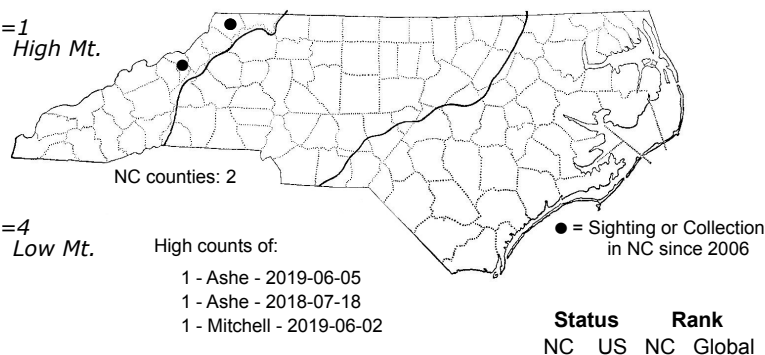 =1
High Mt.
NC counties: 2
=4
Low Mt.
High counts of:
1 - Ashe - 2019-06-05
1 - Ashe - 2018-07-18
1 - Mitchell - 2019-06-02
● = Sighting or Collection
in NC since 2006
Status Rank
NC US NC Global